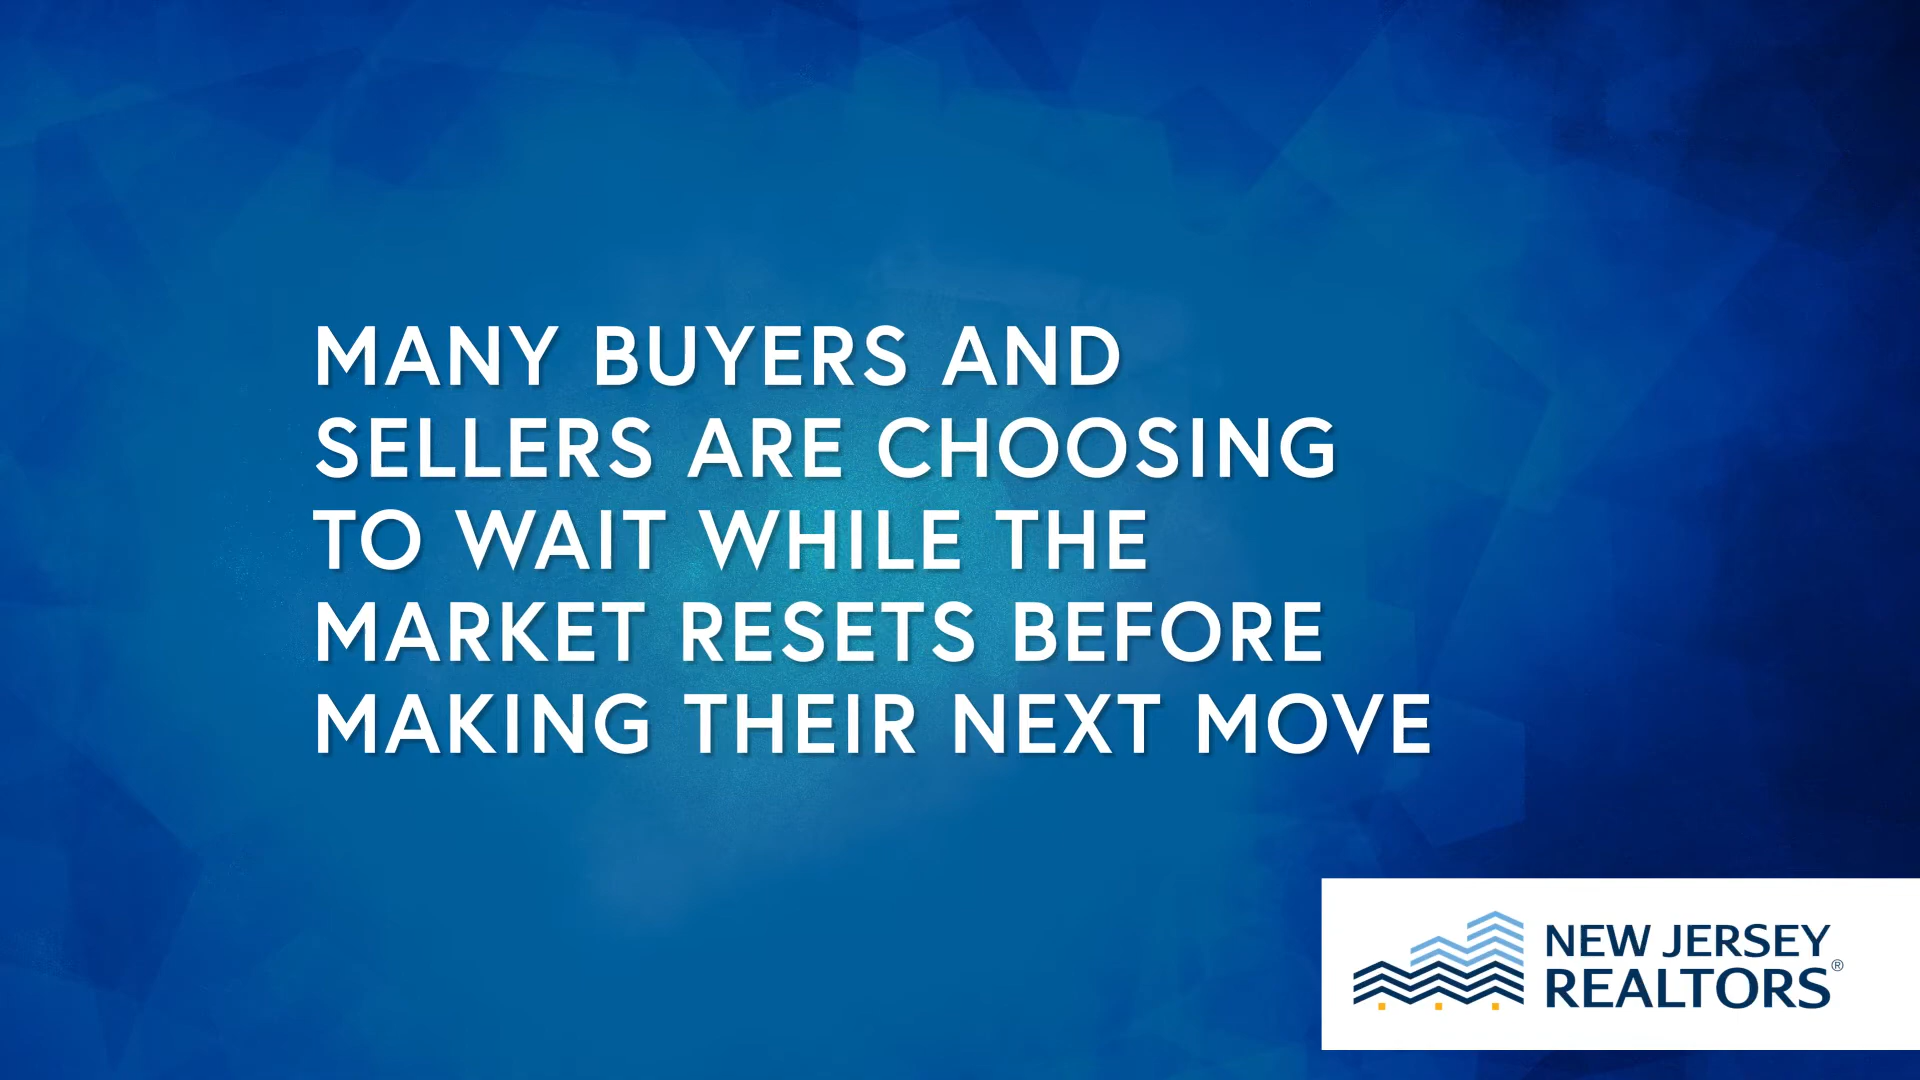 MANY BUYERS AND
SELLERS ARE CHOOSING
TO WAIT WHILE THE
MARKET RESETS BEFORE
MAKING THEIR NEXT MOVE
NEW JERSEY
REALTORS®